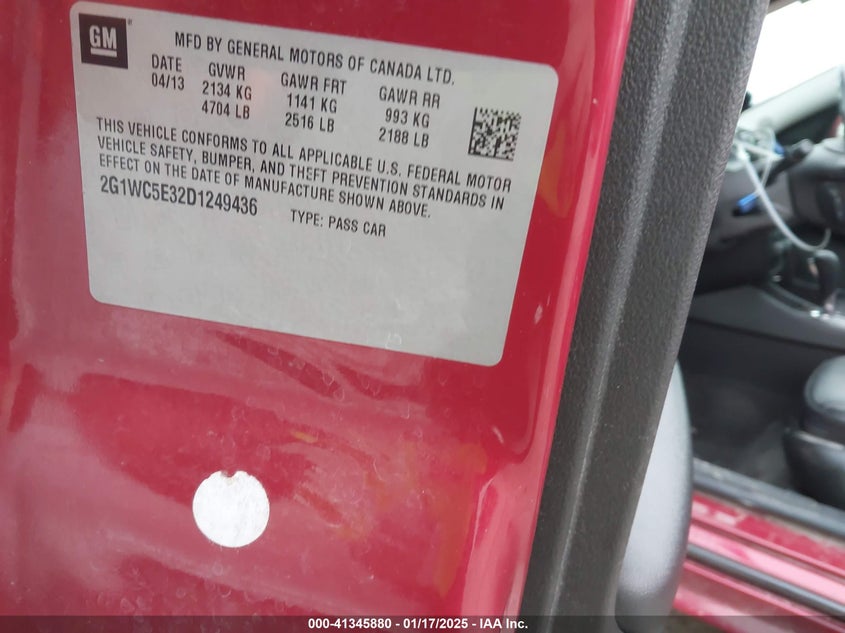 GM
MFD BY GENERAL MOTORS OF CANADA LTD.
DATE GVWR GAWR FRT GAWR RR
04/13 2134 KG 1141 KG 993 KG
4704 LB 2516 LB 2188 LB
THIS VEHICLE CONFORMS TO ALL APPLICABLE U.S. FEDERAL MOTOR
VEHICLE SAFETY, BUMPER, AND THEFT PREVENTION STANDARDS IN
EFFECT ON THE DATE OF MANUFACTURE SHOWN ABOVE.
2G1WC5E32D1249436 TYPE: PASS CAR
000-41345880 - 01/17/2025 - IAA Inc.